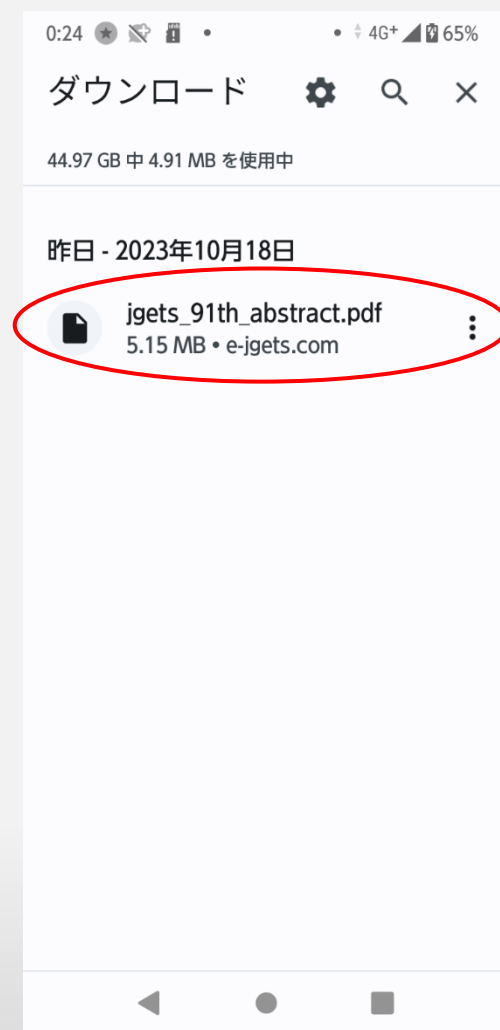 0:24 4G+ 65%
ダウンロード
44.97 GB 中 4.91 MB を使用中
昨日 - 2023年10月18日
jgets_91th_abstract.pdf
5.15 MB • e-jgets.com